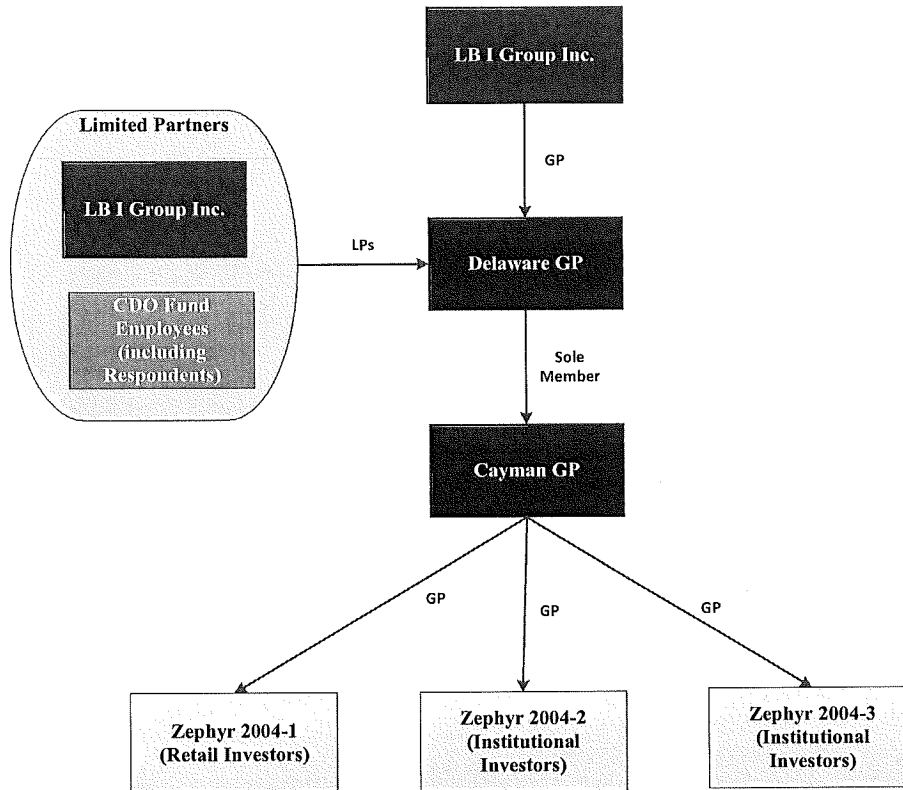 LB I Group Inc.
GP
Limited Partners
LB I Group Inc.
CDO Fund
Employees
(including
Respondents)
LPs
Delaware GP
Sole
Member
Cayman GP
GP
GP
GP
Zephyr 2004-1
(Retail Investors)
Zephyr 2004-2
(Institutional
Investors)
Zephyr 2004-3
(Institutional
Investors)